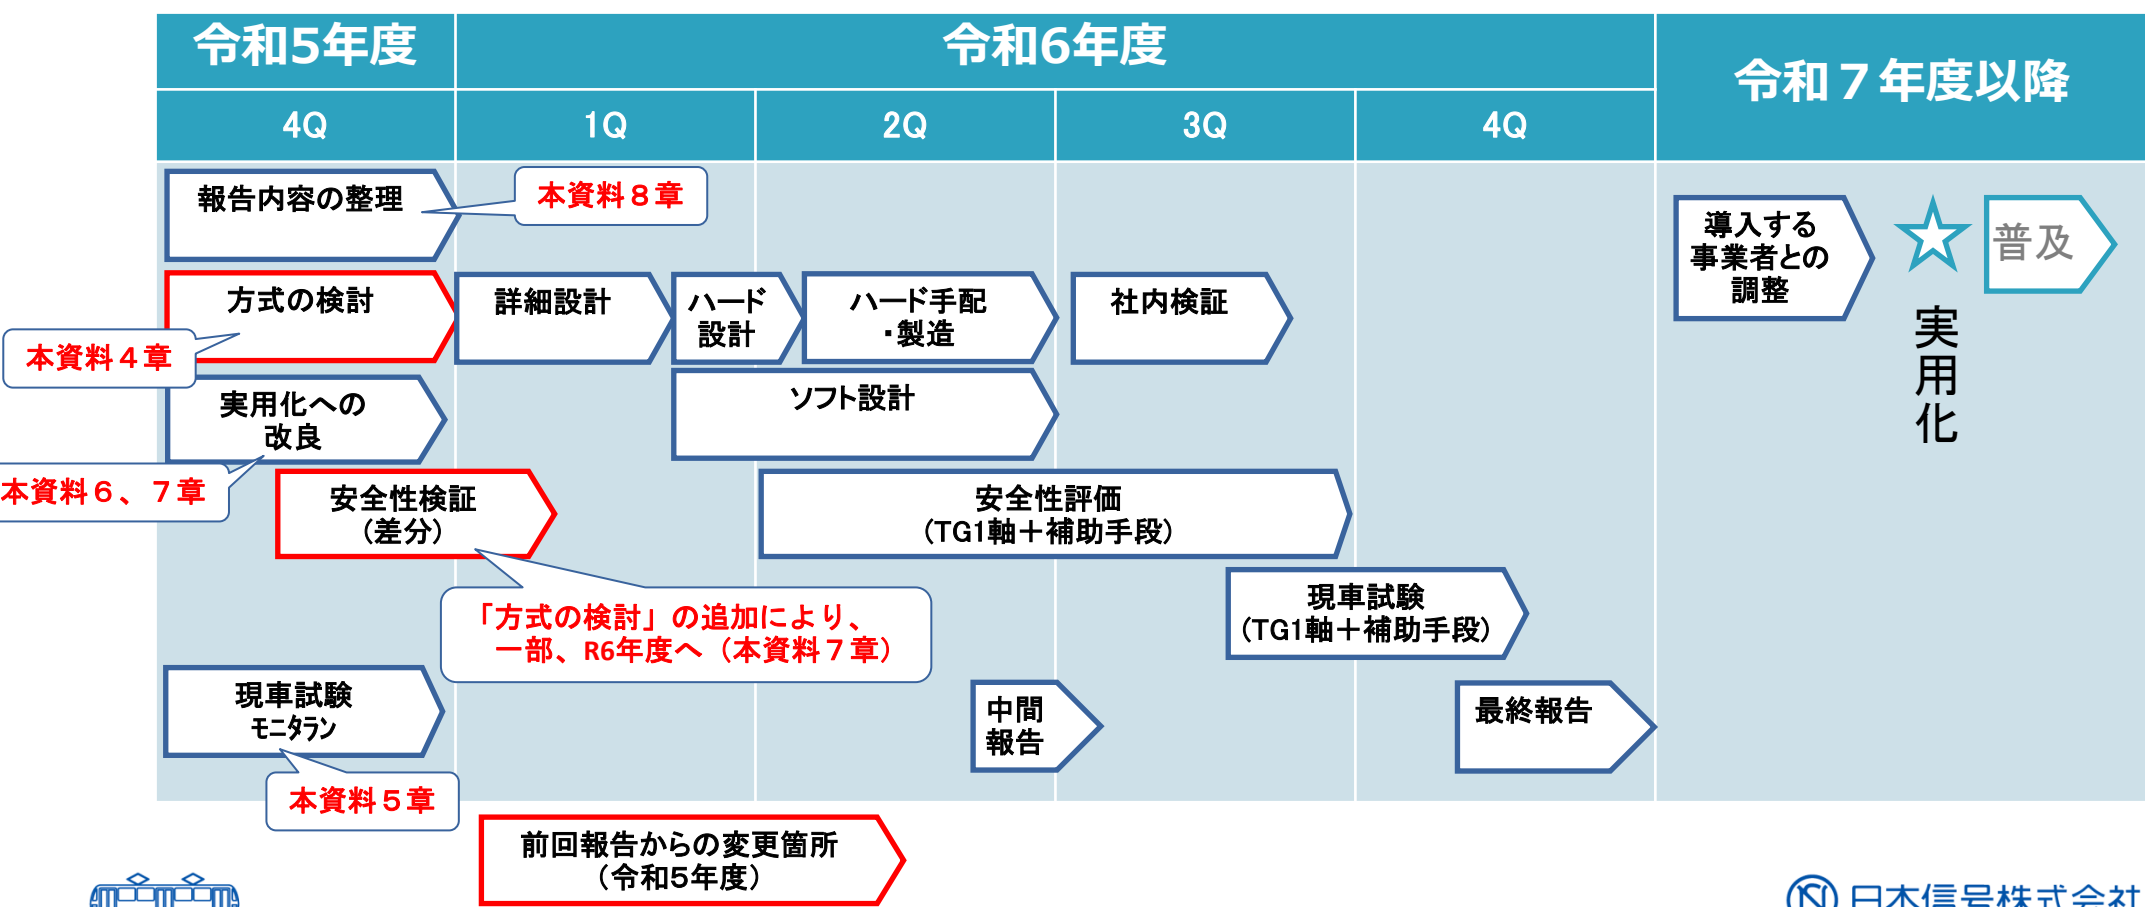 令和5年度
令和6年度
令和７年度以降
4Q
1Q
2Q
3Q
4Q
報告内容の整理
本資料８章
方式の検討
本資料４章
詳細設計
ハード
設計
ハード手配
・製造
社内検証
導入する
事業者との
調整
実用化
普及
実用化への
改良
本資料６、７章
ソフト設計
安全性検証
(差分)
安全性評価
(TG1軸＋補助手段)
「方式の検討」の追加により、
一部、R6年度へ（本資料７章）
現車試験
(TG1軸＋補助手段)
現車試験
ﾓﾆﾀﾗﾝ
本資料５章
中間
報告
最終報告
前回報告からの変更箇所
（令和5年度）
日本信号株式会社